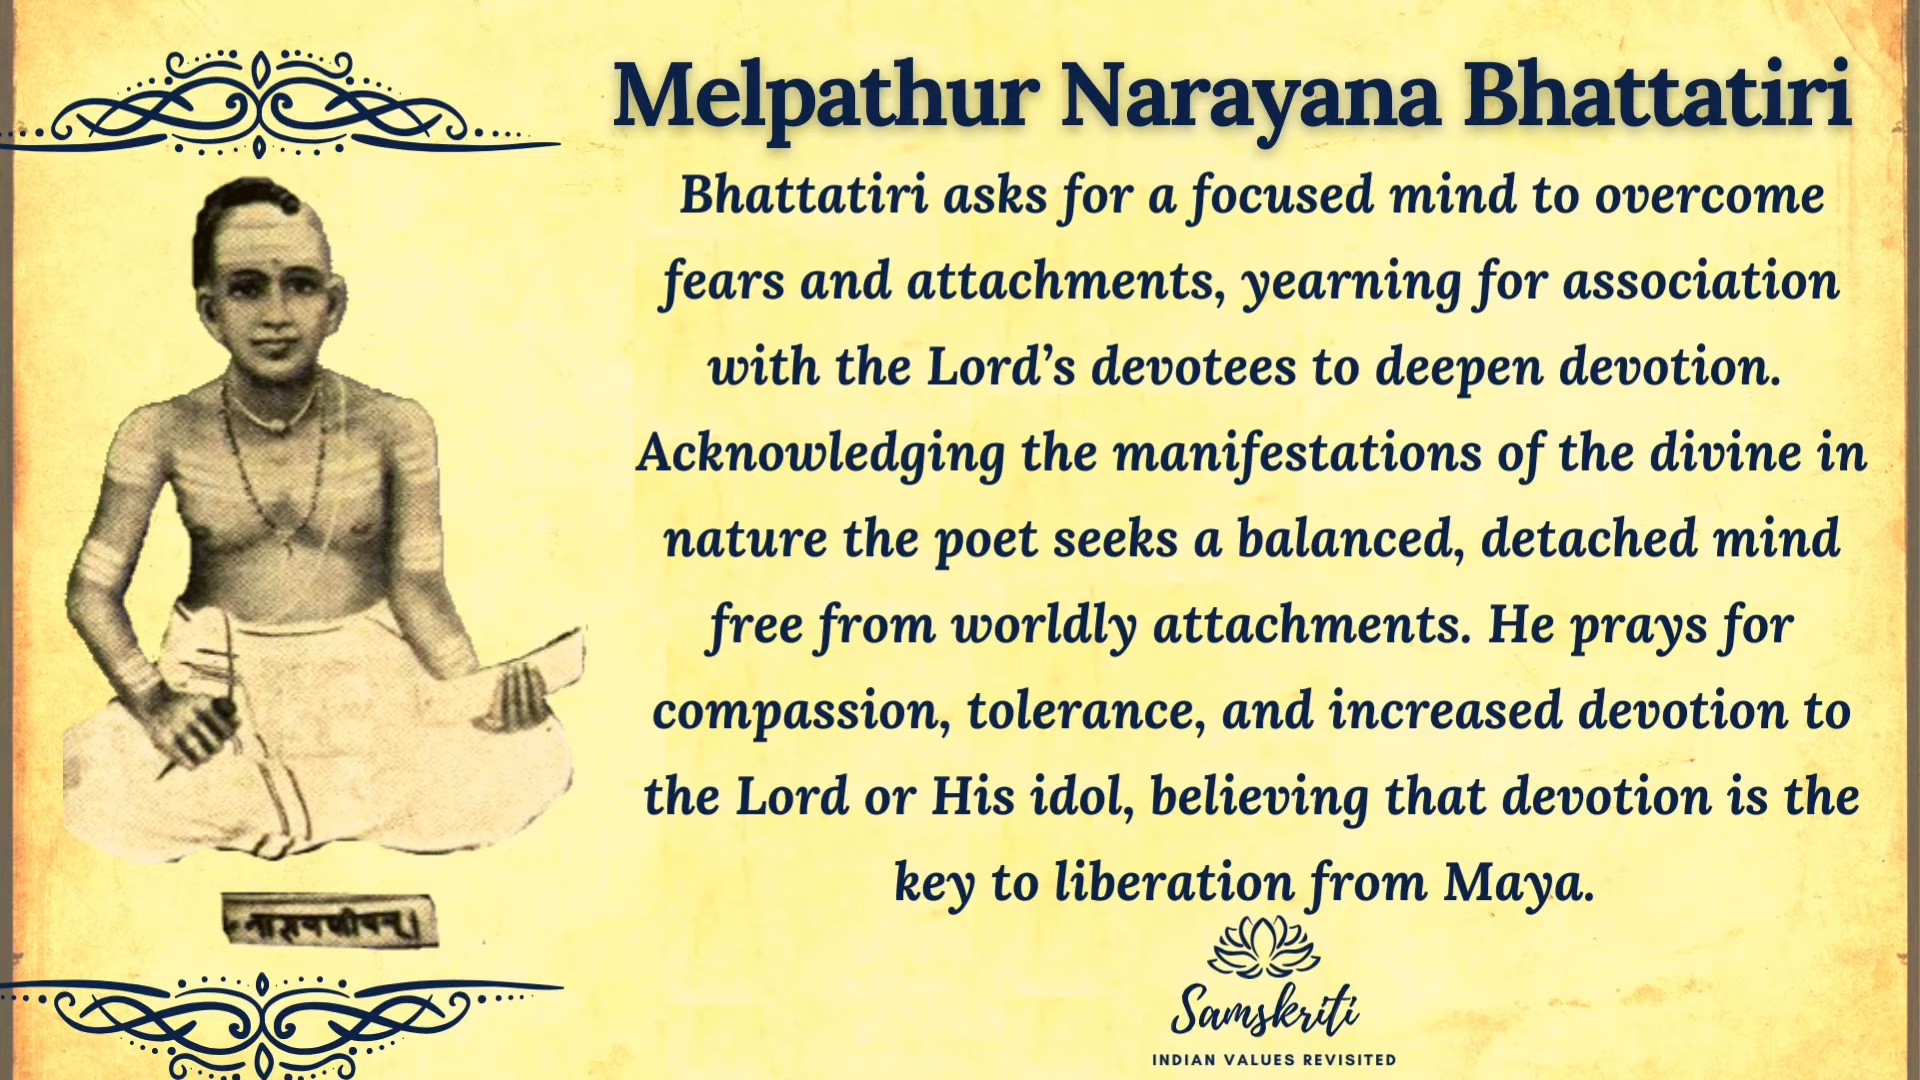 Melpathur Narayana Bhattatiri
Bhattatiri asks for a focused mind to overcome
fears and attachments, yearning for association
with the Lord’s devotees to deepen devotion.
Acknowledging the manifestations of the divine in
nature the poet seeks a balanced, detached mind
free from worldly attachments. He prays for
compassion, tolerance, and increased devotion to
the Lord or His idol, believing that devotion is the
key to liberation from Maya.
नारायणीयम्।
Samskriti
INDIAN VALUES REVISITED